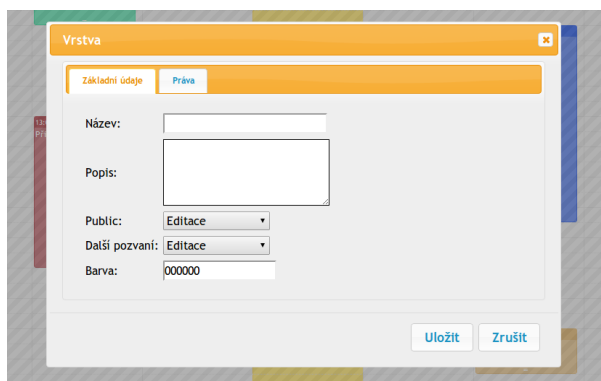 Vrstva
Základní údaje Práva
Název:
Popis:
Public: Editace
Další pozvaní: Editace
Barva: 000000
Uložit Zrušit